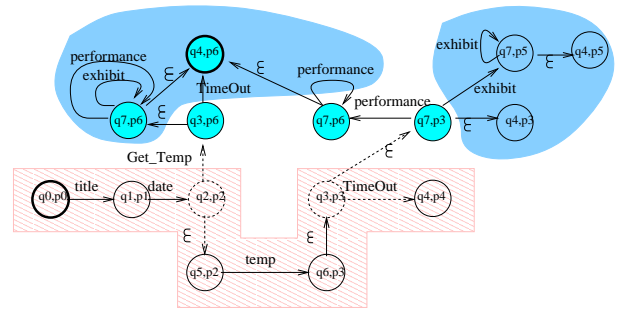 q4,p6
exhibit
q7,p5
ε
q4,p5
performance
exhibit
ε
ε
performance
TimeOut
exhibit
q7,p6
ε
q3,p6
q7,p6
performance
q7,p3
ε
q4,p3
Get_Temp
ε
q0,p0
title
q1,p1
date
q2,p2
q3,p3
TimeOut
q4,p4
ε
ε
q5,p2
temp
q6,p3